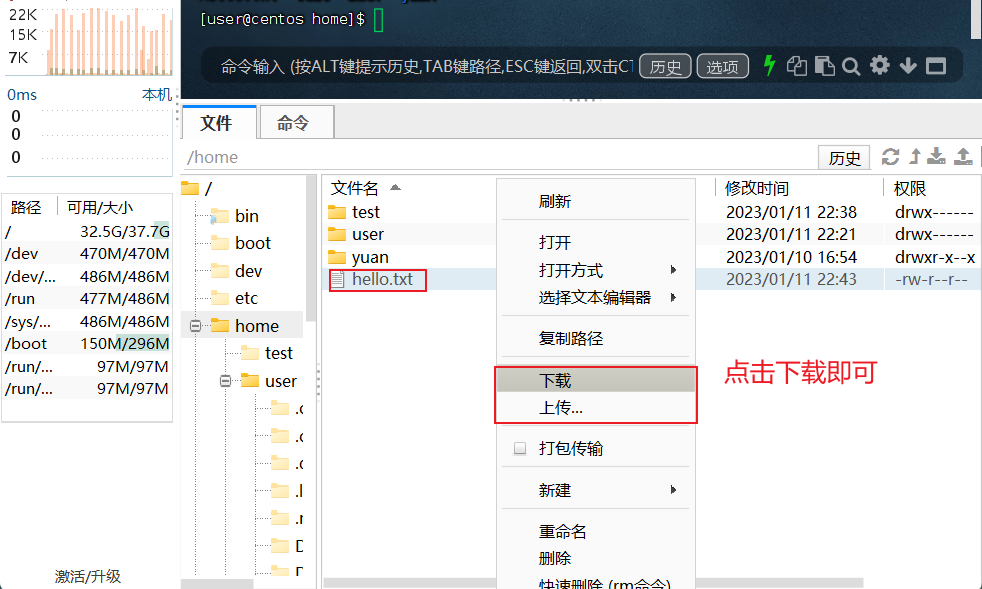 22K
15K
7K
0ms 本机
0
0
0
路径 可用/大小
/ 32.5G/37.7G
/dev 470M/470M
/dev/... 486M/486M
/run 477M/486M
/sys/... 486M/486M
/boot 150M/296M
/run/... 97M/97M
/run/... 97M/97M
激活/升级
[user@centos home]$
命令输入 (按ALT键提示历史,TAB键路径,ESC键返回,双击CT
历史 选项
文件 命令
/home 历史
/
bin
boot
dev
etc
home
test
user
.c
.c
.c
.l
.r
文件名 修改时间 权限
test 2023/01/11 22:38 drwx------
user 2023/01/11 22:21 drwx------
yuan 2023/01/10 16:54 drwxr-x--x
hello.txt 2023/01/11 22:43 -rw-r--r--
刷新
打开
打开方式
选择文本编辑器
复制路径
下载
上传...
打包传输
新建
重命名
删除
快速删除 (rm命令)
点击下载即可